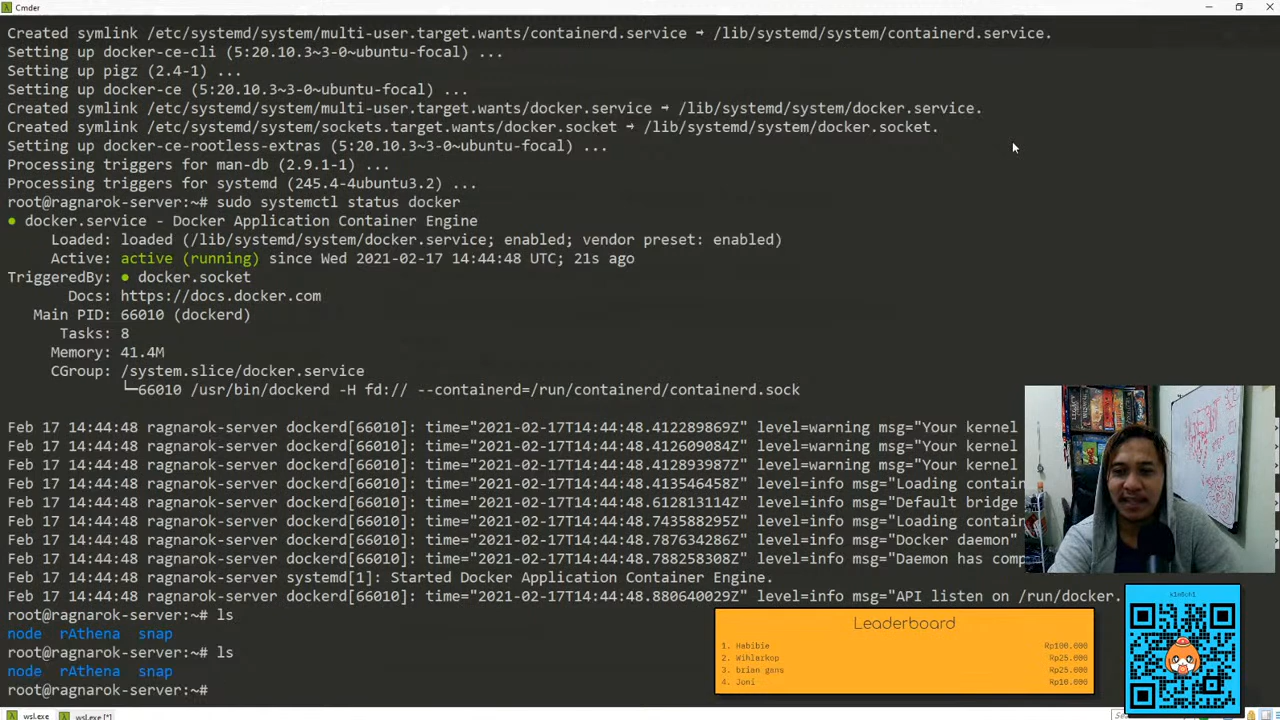 Cmder
Created symlink /etc/systemd/system/multi-user.target.wants/containerd.service → /lib/systemd/system/containerd.service.
Setting up docker-ce-cli (5:20.10.3~3-0~ubuntu-focal) ...
Setting up pigz (2.4-1) ...
Setting up docker-ce (5:20.10.3~3-0~ubuntu-focal) ...
Created symlink /etc/systemd/system/multi-user.target.wants/docker.service → /lib/systemd/system/docker.service.
Created symlink /etc/systemd/system/sockets.target.wants/docker.socket → /lib/systemd/system/docker.socket.
Setting up docker-ce-rootless-extras (5:20.10.3~3-0~ubuntu-focal) ...
Processing triggers for man-db (2.9.1-1) ...
Processing triggers for systemd (245.4-4ubuntu3.2) ...
root@ragnarok-server:~# sudo systemctl status docker
● docker.service - Docker Application Container Engine
Loaded: loaded (/lib/systemd/system/docker.service; enabled; vendor preset: enabled)
Active: active (running) since Wed 2021-02-17 14:44:48 UTC; 21s ago
TriggeredBy: ● docker.socket
Docs: https://docs.docker.com
Main PID: 66010 (dockerd)
Tasks: 8
Memory: 41.4M
CGroup: /system.slice/docker.service
└─66010 /usr/bin/dockerd -H fd:// --containerd=/run/containerd/containerd.sock
Feb 17 14:44:48 ragnarok-server dockerd[66010]: time="2021-02-17T14:44:48.412289869Z" level=warning msg="Your kernel
Feb 17 14:44:48 ragnarok-server dockerd[66010]: time="2021-02-17T14:44:48.412609084Z" level=warning msg="Your kernel
Feb 17 14:44:48 ragnarok-server dockerd[66010]: time="2021-02-17T14:44:48.412893987Z" level=warning msg="Your kernel
Feb 17 14:44:48 ragnarok-server dockerd[66010]: time="2021-02-17T14:44:48.413546458Z" level=info msg="Loading contain
Feb 17 14:44:48 ragnarok-server dockerd[66010]: time="2021-02-17T14:44:48.612813114Z" level=info msg="Default bridge
Feb 17 14:44:48 ragnarok-server dockerd[66010]: time="2021-02-17T14:44:48.743588295Z" level=info msg="Loading contain
Feb 17 14:44:48 ragnarok-server dockerd[66010]: time="2021-02-17T14:44:48.787634286Z" level=info msg="Docker daemon"
Feb 17 14:44:48 ragnarok-server dockerd[66010]: time="2021-02-17T14:44:48.788258308Z" level=info msg="Daemon has comp
Feb 17 14:44:48 ragnarok-server systemd[1]: Started Docker Application Container Engine.
Feb 17 14:44:48 ragnarok-server dockerd[66010]: time="2021-02-17T14:44:48.880640029Z" level=info msg="API listen on /run/docker.
root@ragnarok-server:~# ls
node rAthena snap
root@ragnarok-server:~# ls
node rAthena snap
root@ragnarok-server:~#
Leaderboard
1. Habibie Rp100.000
2. Wihlarkop Rp25.000
3. brian gans Rp25.000
4. Joni Rp10.000
wsl.exe wsl.exe [*]